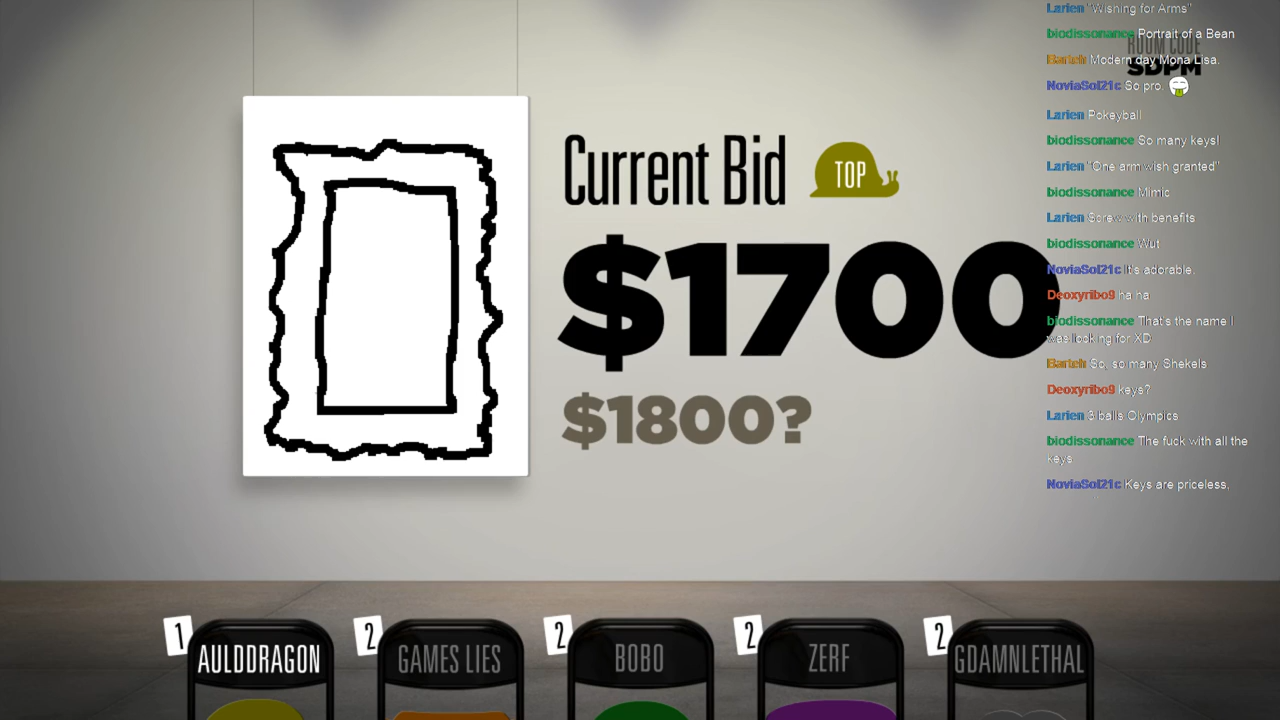 Current Bid
TOP
$1700
$1800?
Larien "Wishing for Arms"
biodissonance Portrait of a Bean
ROOM CODE
Bartch Modern day Mona Lisa.
SDPM
NoviaSol21c So pro.
Larien Pokeyball
biodissonance So many keys!
Larien "One arm wish granted"
biodissonance Mimic
Larien Screw with benefits
biodissonance Wut
NoviaSol21c It's adorable.
Deoxyribo9 ha ha
biodissonance That's the name I
was looking for XD
Bartch So, so many Shekels
Deoxyribo9 keys?
Larien 3 balls Olympics
biodissonance The fuck with all the
keys
NoviaSol21c Keys are priceless.
1
AULDDRAGON
2
GAMES LIES
2
BOBO
2
ZERF
2
GDAMNLETHAL